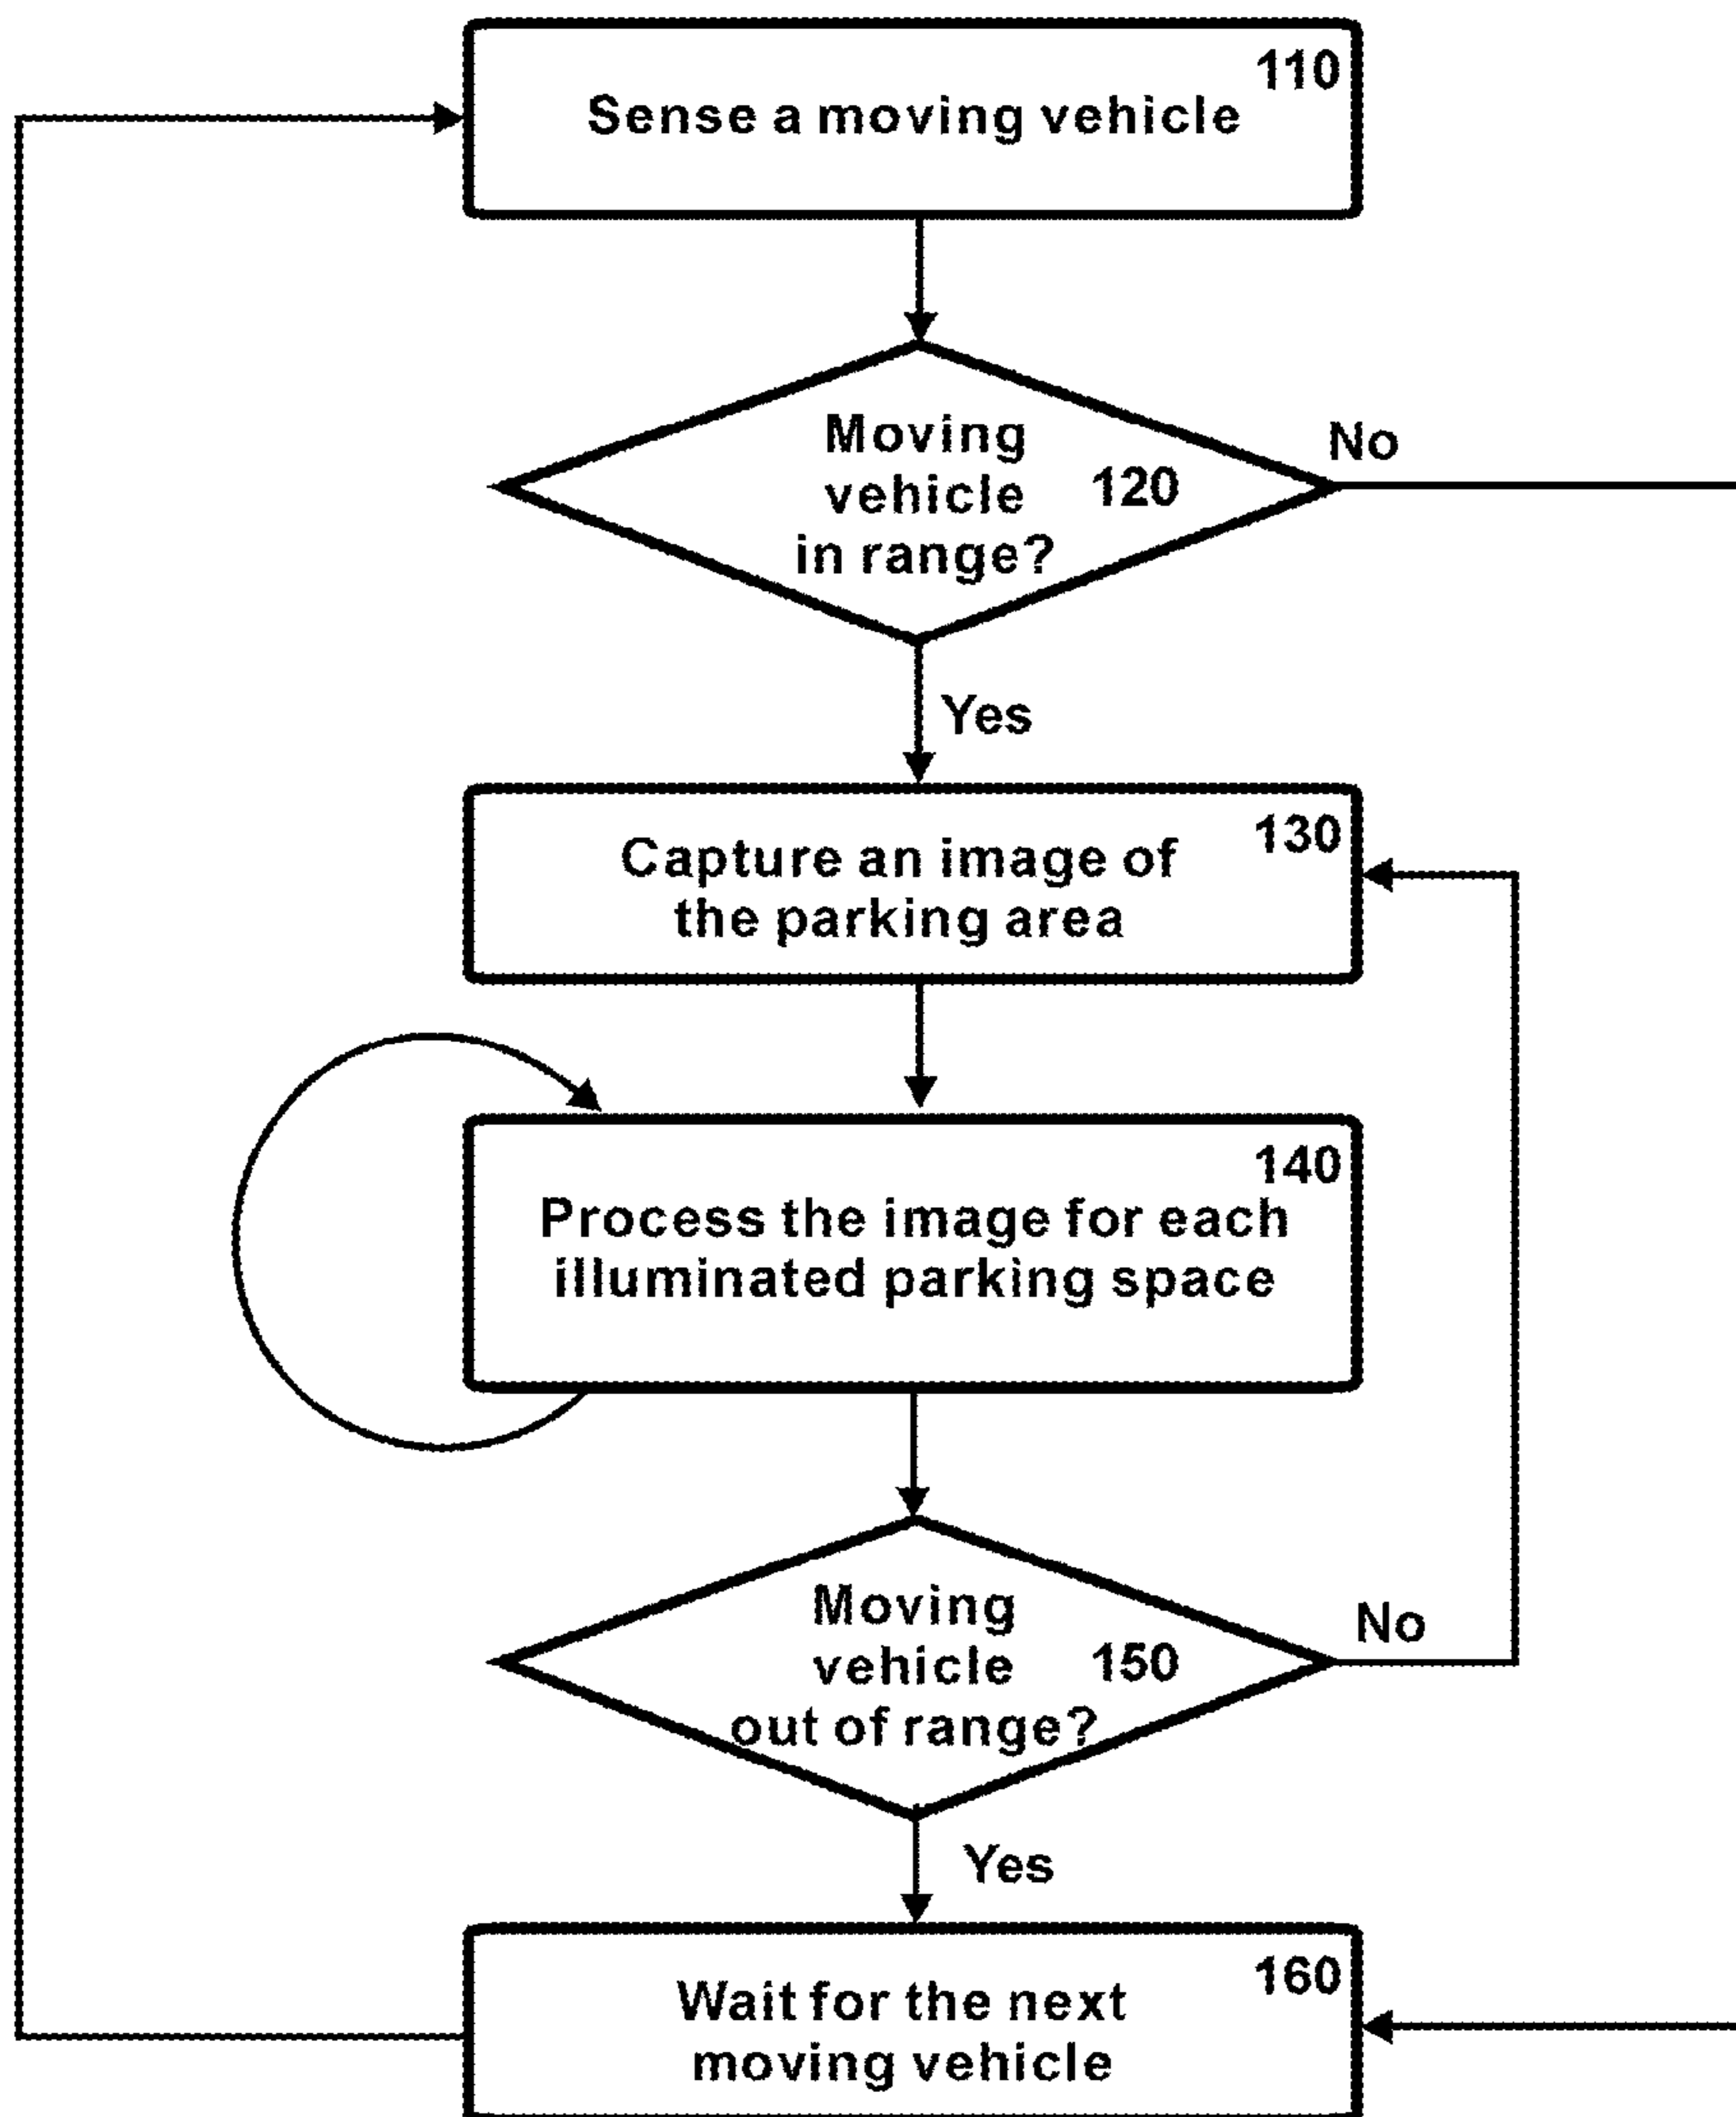 110
Sense a moving vehicle
Moving
vehicle 120
in range?
No
Yes
130
Capture an image of
the parking area
140
Process the image for each
illuminated parking space
Moving
vehicle 150
out of range?
No
Yes
160
Wait for the next
moving vehicle